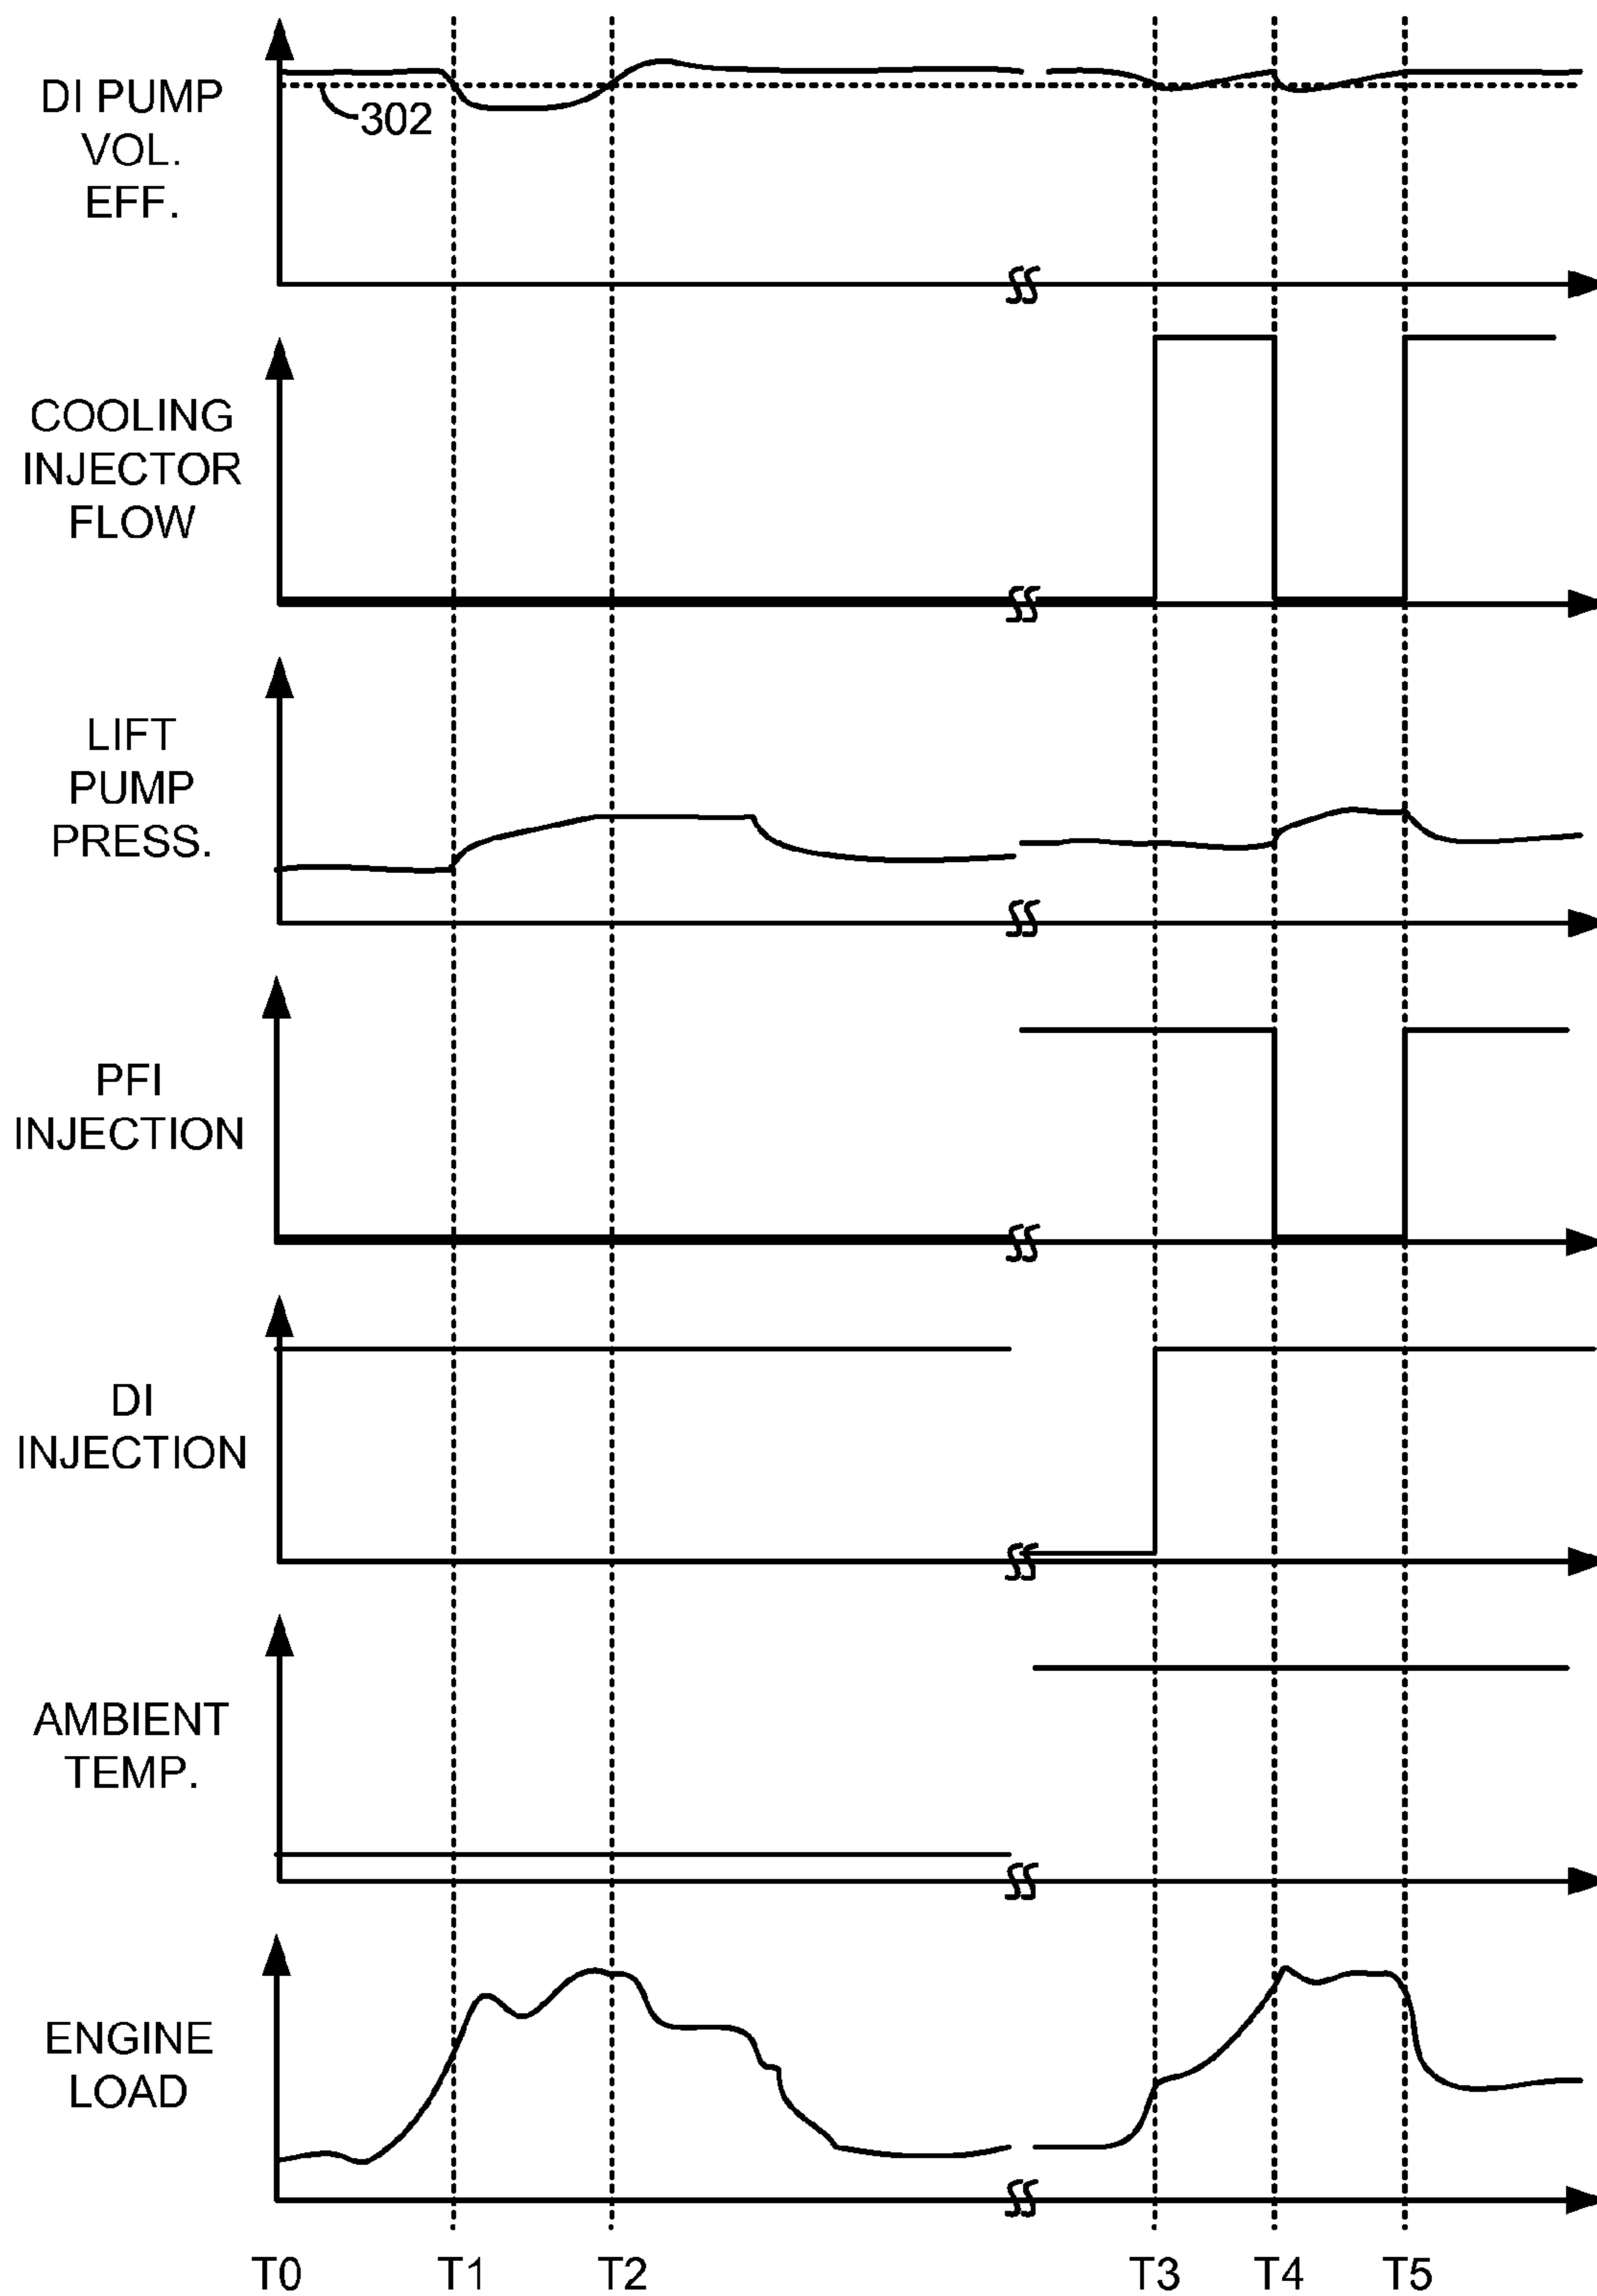 DI PUMP
VOL.
EFF.
302
COOLING
INJECTOR
FLOW
LIFT
PUMP
PRESS.
PFI
INJECTION
DI
INJECTION
AMBIENT
TEMP.
ENGINE
LOAD
T0 T1 T2 T3 T4 T5